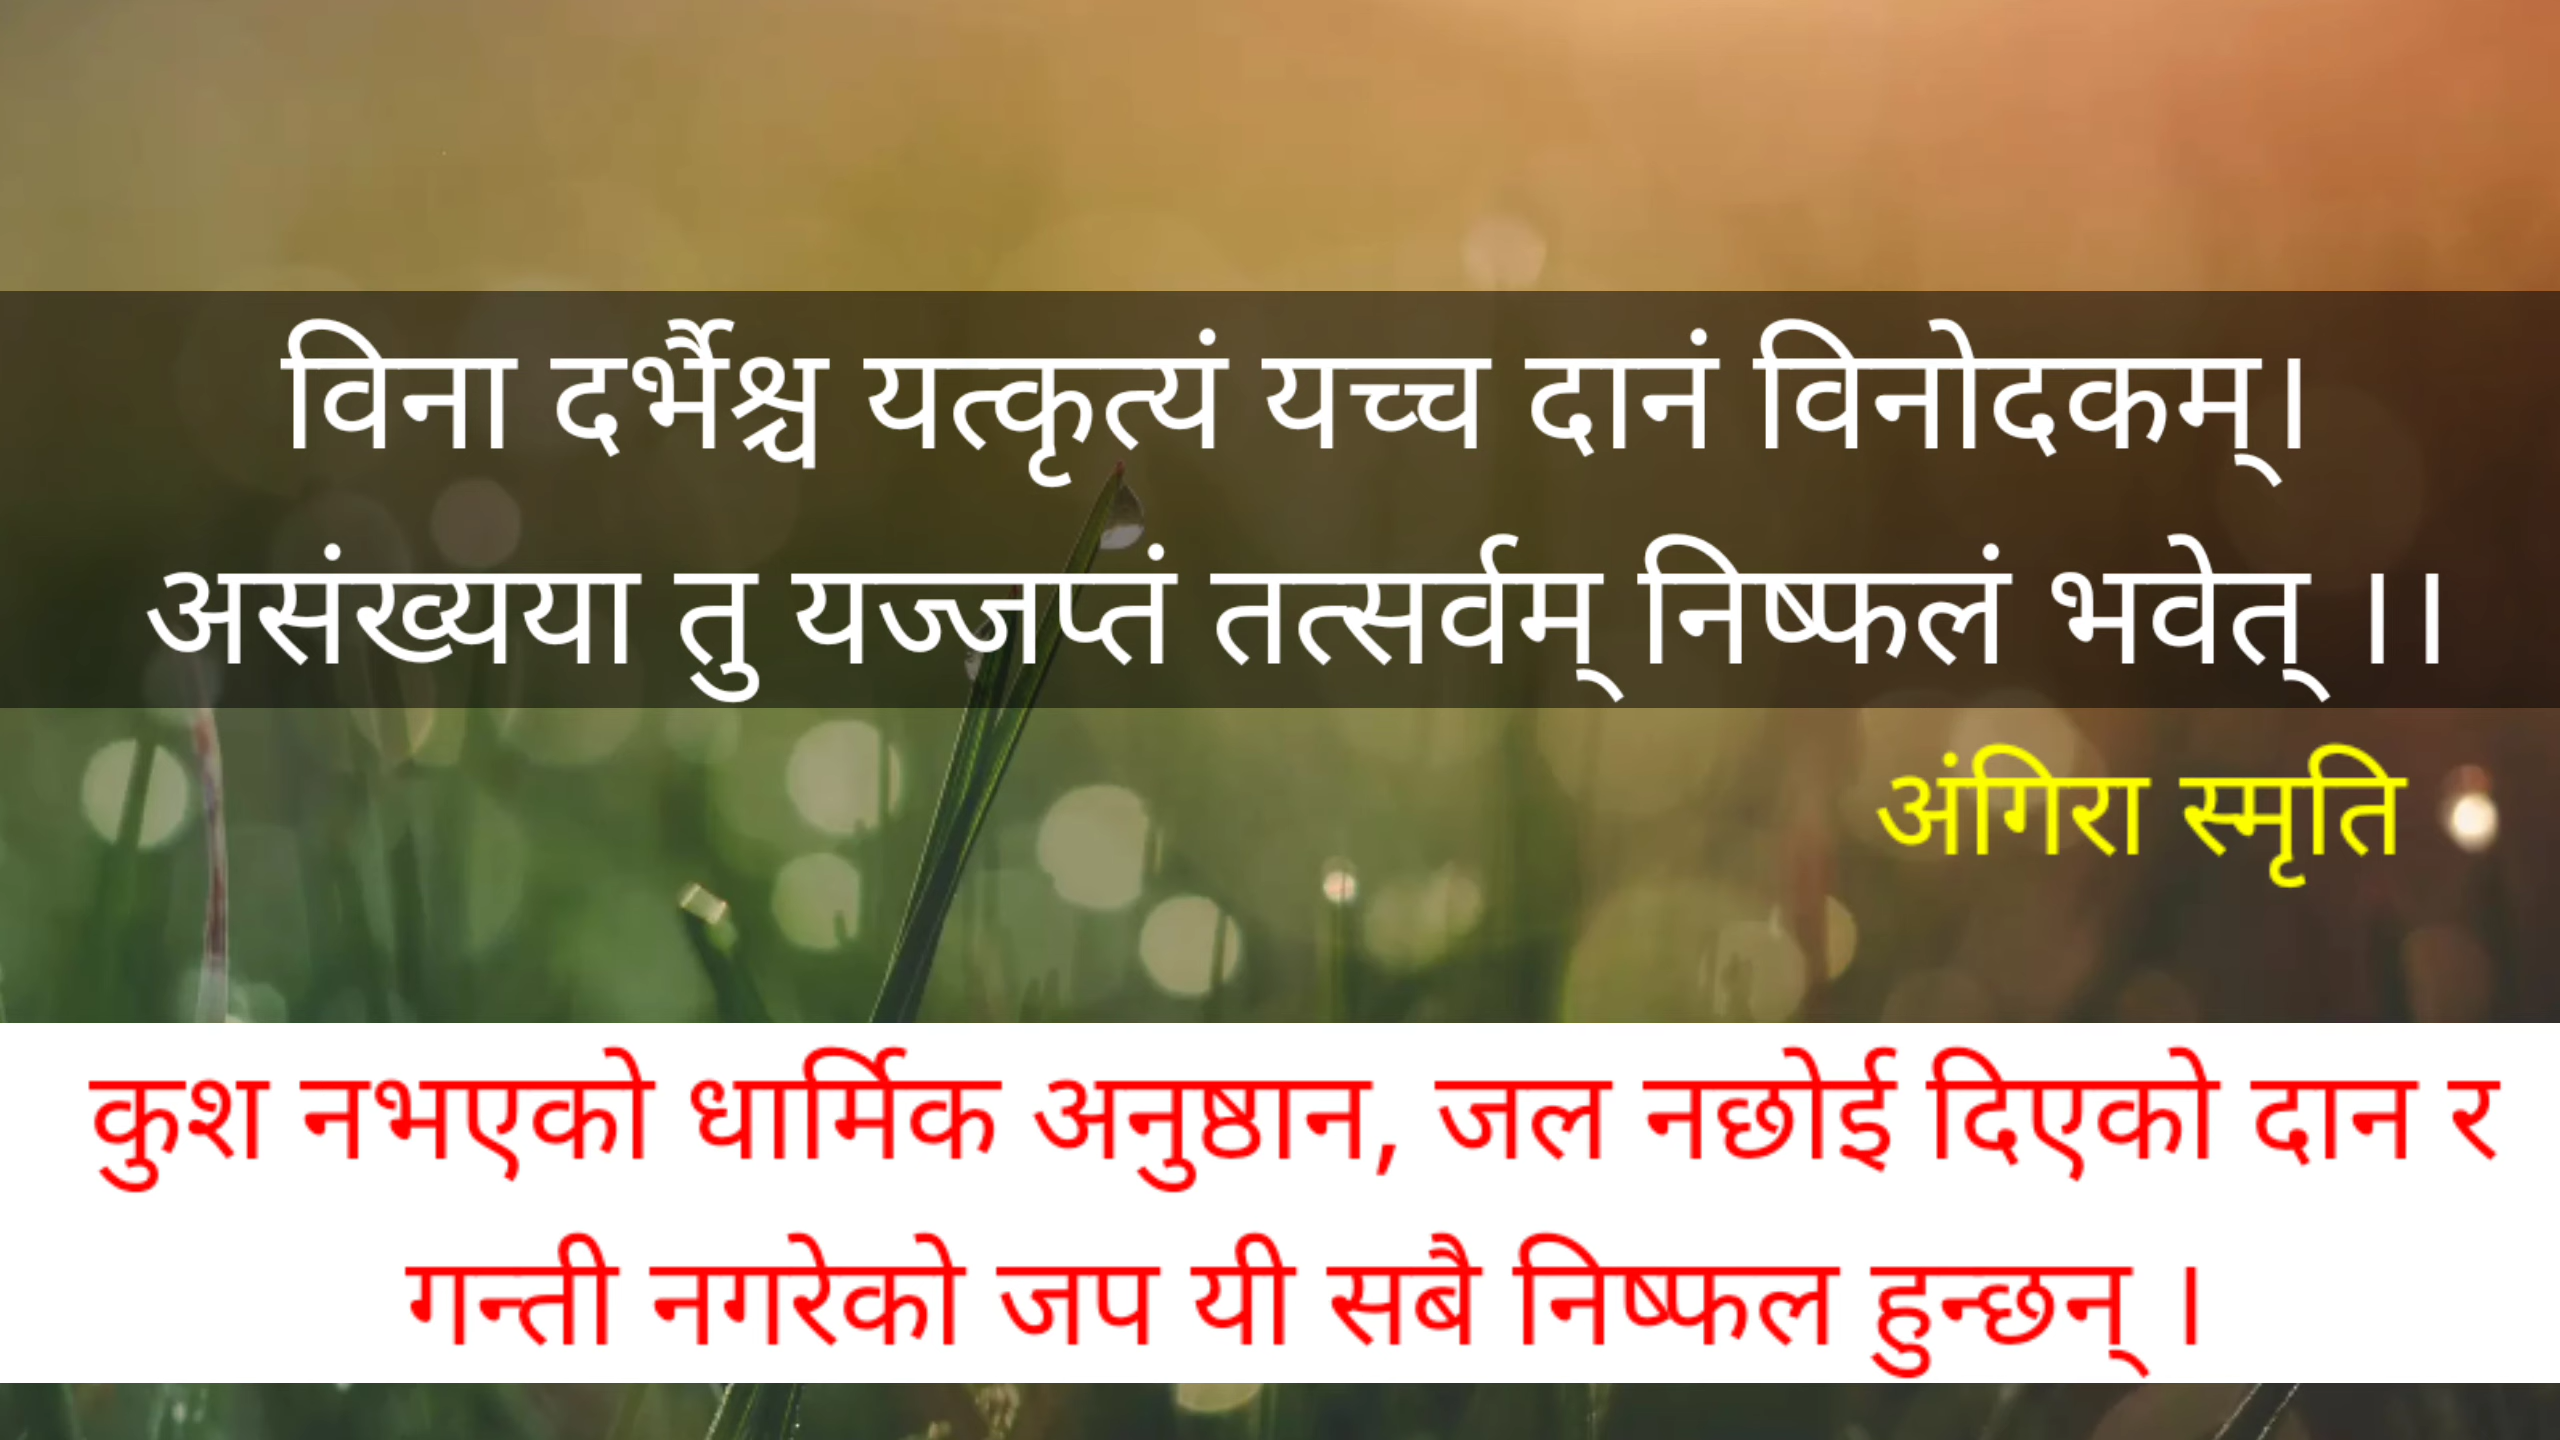 विना दर्भैश्च यत्कृत्यं यच्च दानं विनोदकम्।
असंख्यया तु यज्जप्तं तत्सर्वम् निष्फलं भवेत् ।।
अंगिरा स्मृति
कुश नभएको धार्मिक अनुष्ठान, जल नछोई दिएको दान र
गन्ती नगरेको जप यी सबै निष्फल हुन्छन् ।